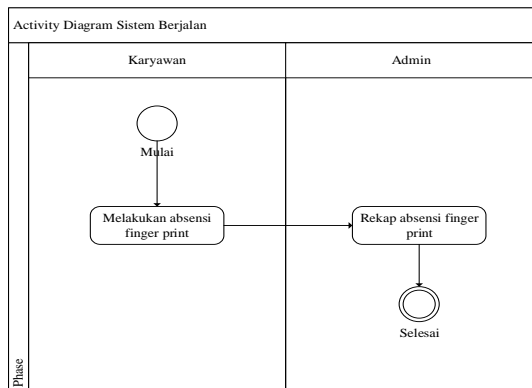 Activity Diagram Sistem Berjalan
Karyawan
Admin
Mulai
Melakukan absensi
finger print
Rekap absensi finger
print
Selesai
Phase